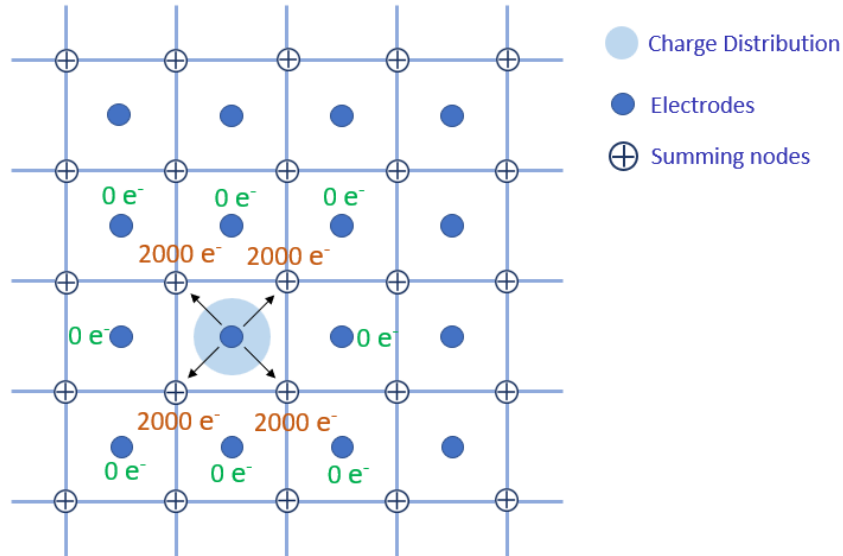 Charge Distribution
Electrodes
Summing nodes
0 e⁻ 0 e⁻ 0 e⁻
2000 e⁻ 2000 e⁻
0 e⁻ 0 e⁻
2000 e⁻ 2000 e⁻
0 e⁻ 0 e⁻ 0 e⁻